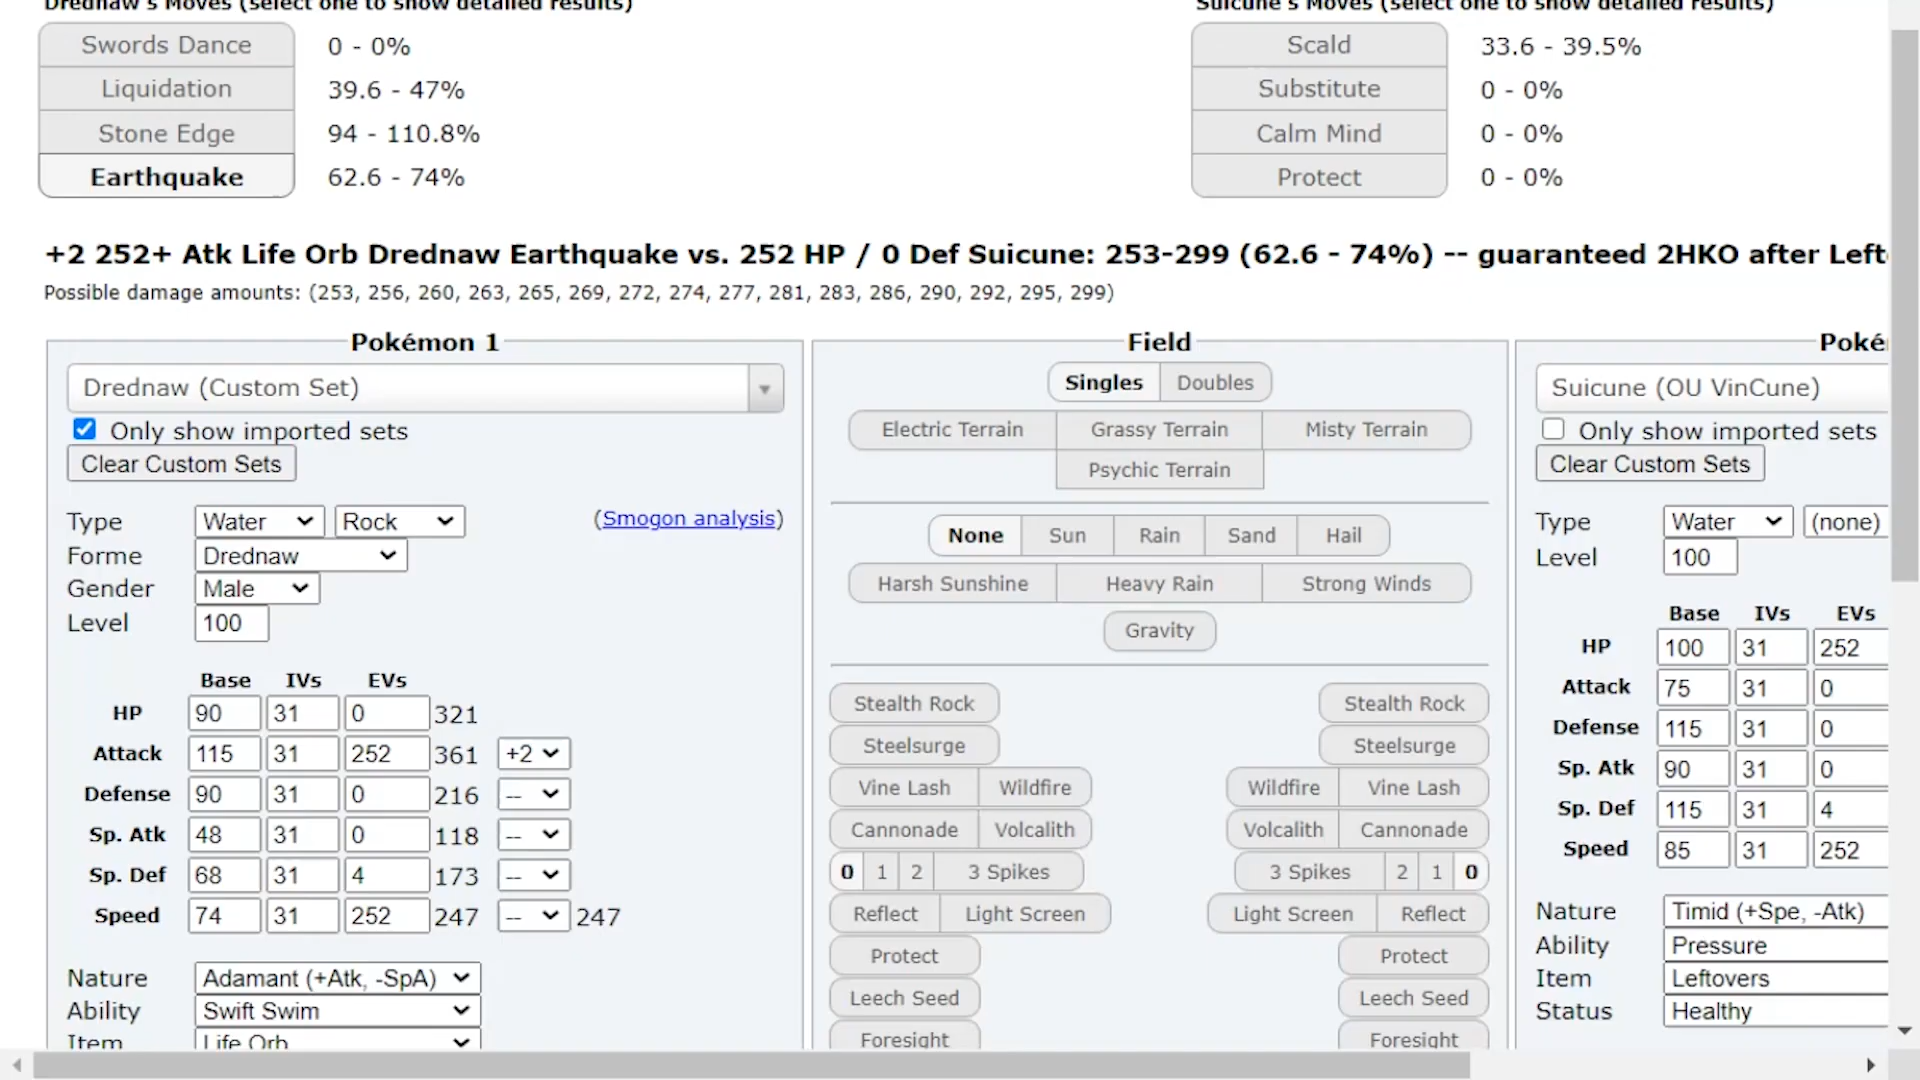 Drednaw's Moves (select one to show detailed results)
Suicune's Moves (select one to show detailed results)
Swords Dance 0 - 0%
Liquidation 39.6 - 47%
Stone Edge 94 - 110.8%
Earthquake 62.6 - 74%
Scald 33.6 - 39.5%
Substitute 0 - 0%
Calm Mind 0 - 0%
Protect 0 - 0%
+2 252+ Atk Life Orb Drednaw Earthquake vs. 252 HP / 0 Def Suicune: 253-299 (62.6 - 74%) -- guaranteed 2HKO after Left
Possible damage amounts: (253, 256, 260, 263, 265, 269, 272, 274, 277, 281, 283, 286, 290, 292, 295, 299)
Pokémon 1
Drednaw (Custom Set)
Only show imported sets
Clear Custom Sets
Type Water Rock (Smogon analysis)
Forme Drednaw
Gender Male
Level 100
Base IVs EVs
HP 90 31 0 321
Attack 115 31 252 361 +2
Defense 90 31 0 216 --
Sp. Atk 48 31 0 118 --
Sp. Def 68 31 4 173 --
Speed 74 31 252 247 -- 247
Nature Adamant (+Atk, -SpA)
Ability Swift Swim
Item Life Orb
Field
Singles Doubles
Electric Terrain Grassy Terrain Misty Terrain
Psychic Terrain
None Sun Rain Sand Hail
Harsh Sunshine Heavy Rain Strong Winds
Gravity
Stealth Rock Stealth Rock
Steelsurge Steelsurge
Vine Lash Wildfire Wildfire Vine Lash
Cannonade Volcalith Volcalith Cannonade
0 1 2 3 Spikes 3 Spikes 2 1 0
Reflect Light Screen Light Screen Reflect
Protect Protect
Leech Seed Leech Seed
Foresight Foresight
Poké
Suicune (OU VinCune)
Only show imported sets
Clear Custom Sets
Type Water (none)
Level 100
Base IVs EVs
HP 100 31 252
Attack 75 31 0
Defense 115 31 0
Sp. Atk 90 31 0
Sp. Def 115 31 4
Speed 85 31 252
Nature Timid (+Spe, -Atk)
Ability Pressure
Item Leftovers
Status Healthy